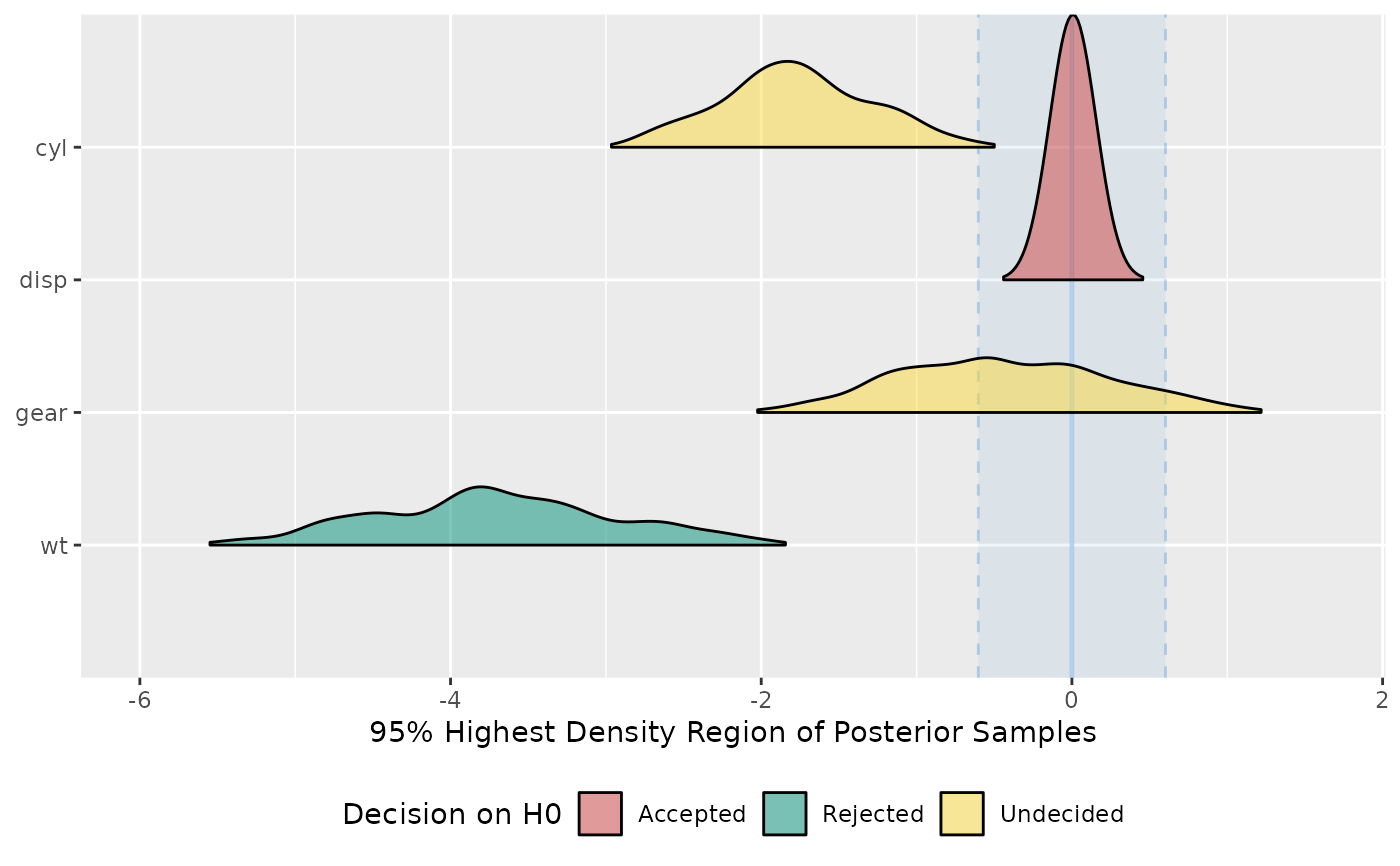 cyl
disp
gear
wt
-6 -4 -2 0 2
95% Highest Density Region of Posterior Samples
Decision on H0 Accepted Rejected Undecided